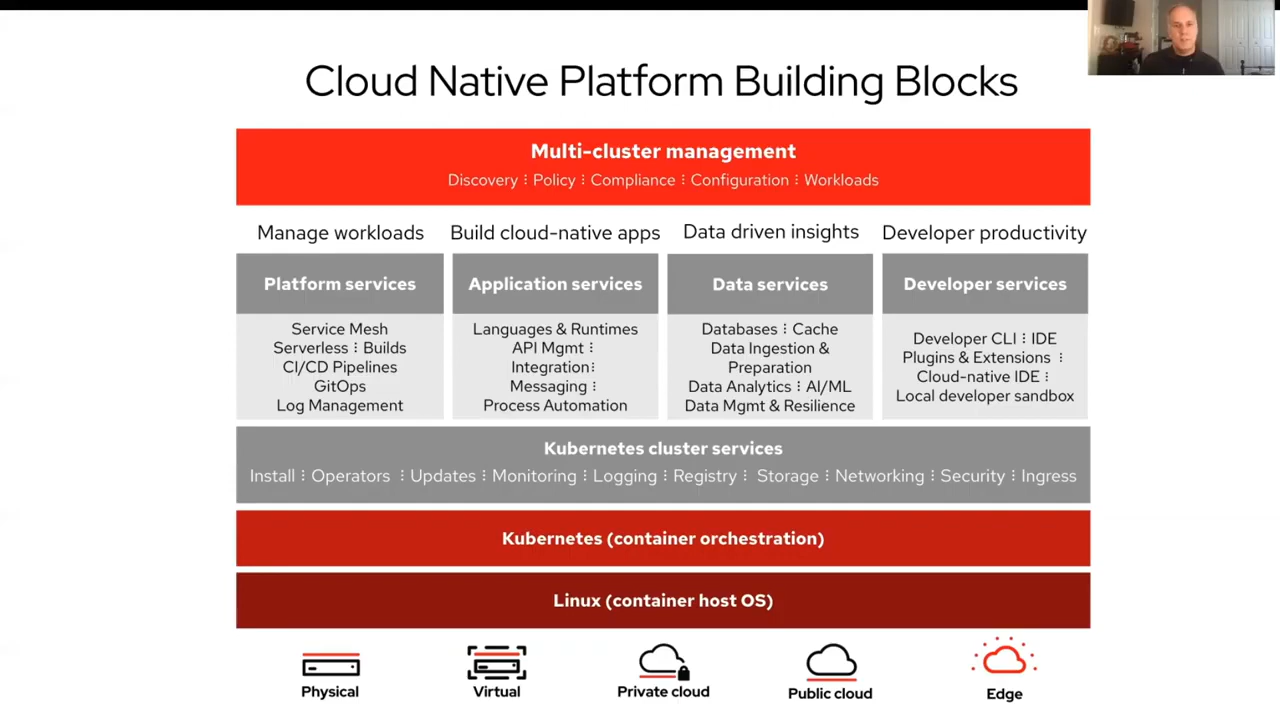 Cloud Native Platform Building Blocks
Multi-cluster management
Discovery ⋮ Policy ⋮ Compliance ⋮ Configuration ⋮ Workloads
Manage workloads
Platform services
Service Mesh
Serverless ⋮ Builds
CI/CD Pipelines
GitOps
Log Management
Build cloud-native apps
Application services
Languages & Runtimes
API Mgmt ⋮
Integration⋮
Messaging ⋮
Process Automation
Data driven insights
Data services
Databases ⋮ Cache
Data Ingestion &
Preparation
Data Analytics ⋮ AI/ML
Data Mgmt & Resilience
Developer productivity
Developer services
Developer CLI ⋮ IDE
Plugins & Extensions ⋮
Cloud-native IDE ⋮
Local developer sandbox
Kubernetes cluster services
Install ⋮ Operators ⋮ Updates ⋮ Monitoring ⋮ Logging ⋮ Registry ⋮ Storage ⋮ Networking ⋮ Security ⋮ Ingress
Kubernetes (container orchestration)
Linux (container host OS)
Physical
Virtual
Private cloud
Public cloud
Edge